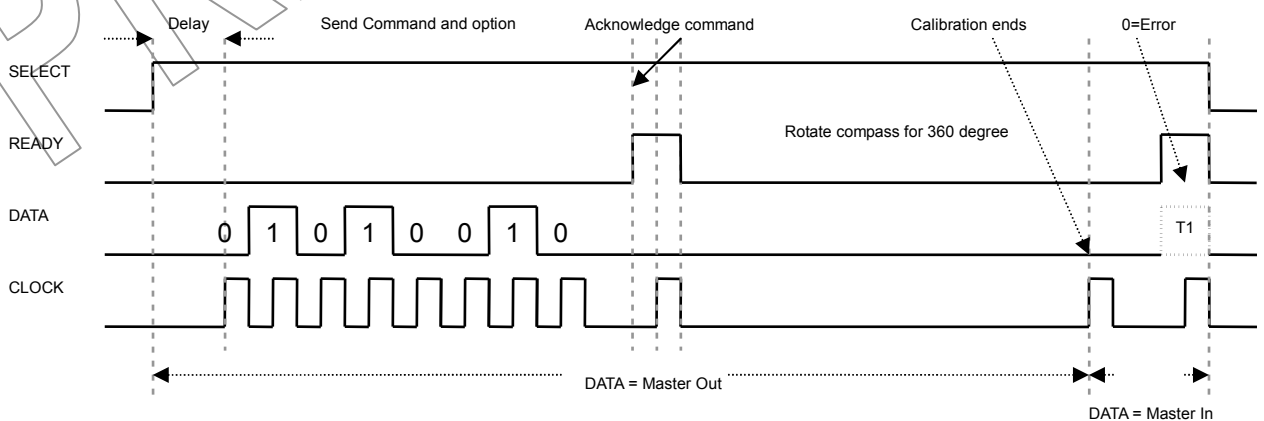 Delay
Send Command and option
Acknowledge command
Calibration ends
0=Error
SELECT
READY
Rotate compass for 360 degree
DATA
0 1 0 1 0 0 1 0
T1
CLOCK
DATA = Master Out
DATA = Master In